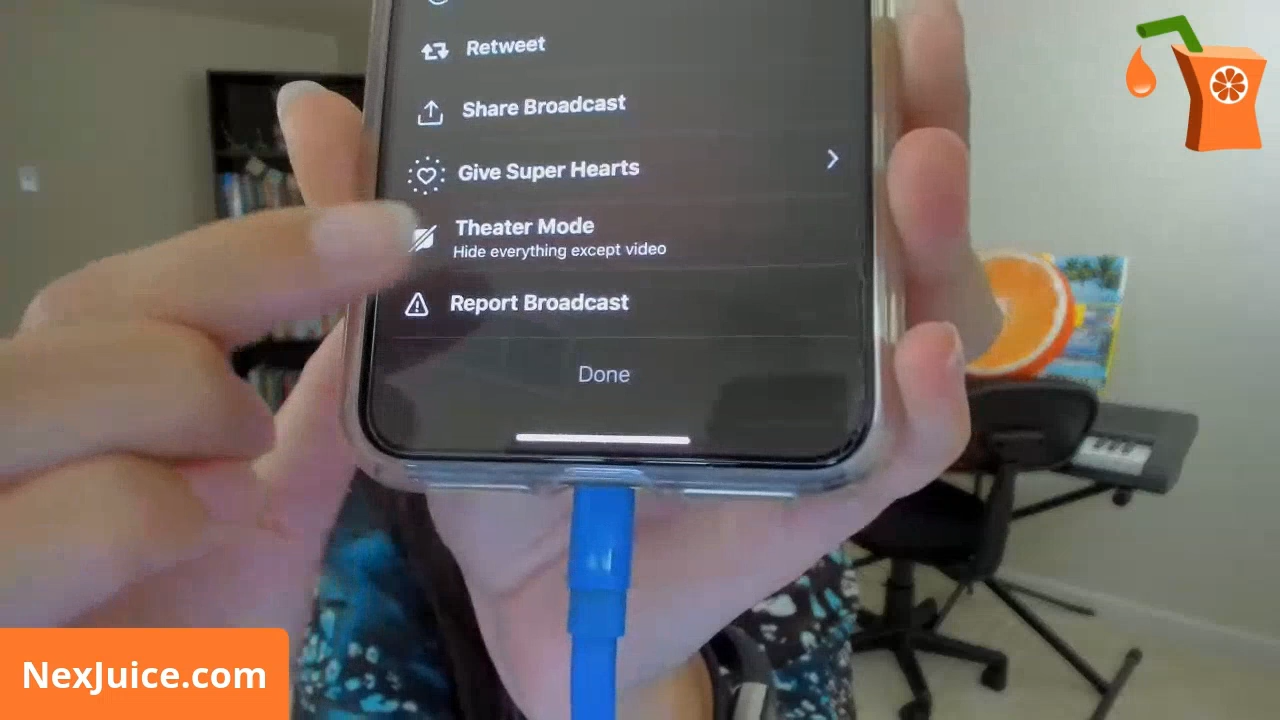 Retweet
Share Broadcast
Give Super Hearts
Theater Mode
Hide everything except video
Report Broadcast
Done
NexJuice.com